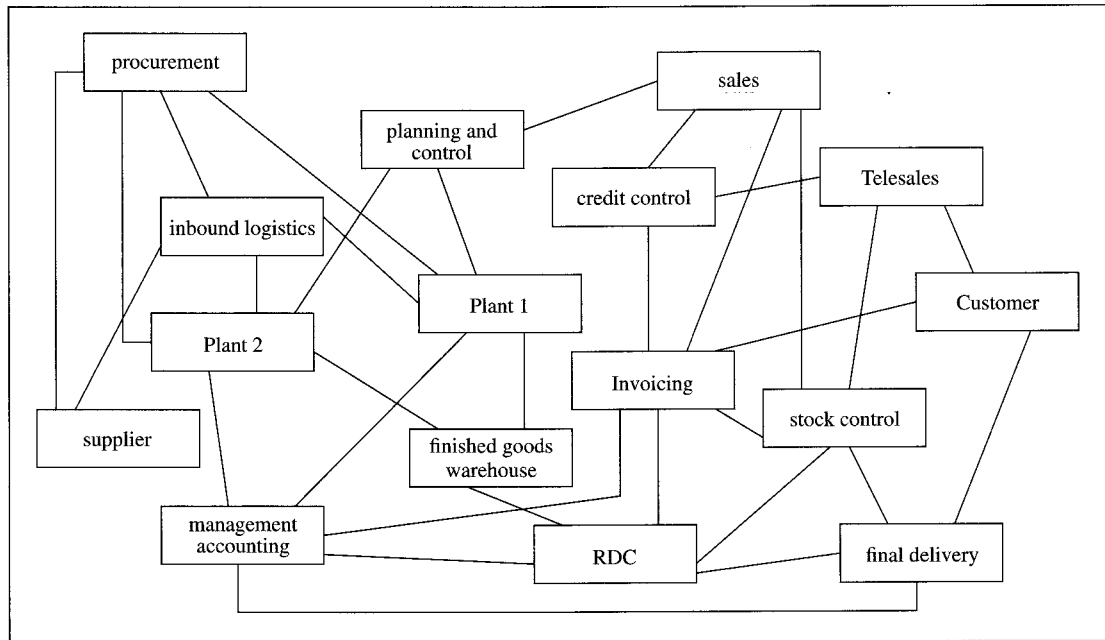 procurement
sales
planning and
control
Telesales
credit control
inbound logistics
Plant 1
Customer
Plant 2
Invoicing
stock control
supplier
finished goods
warehouse
management
accounting
RDC
final delivery